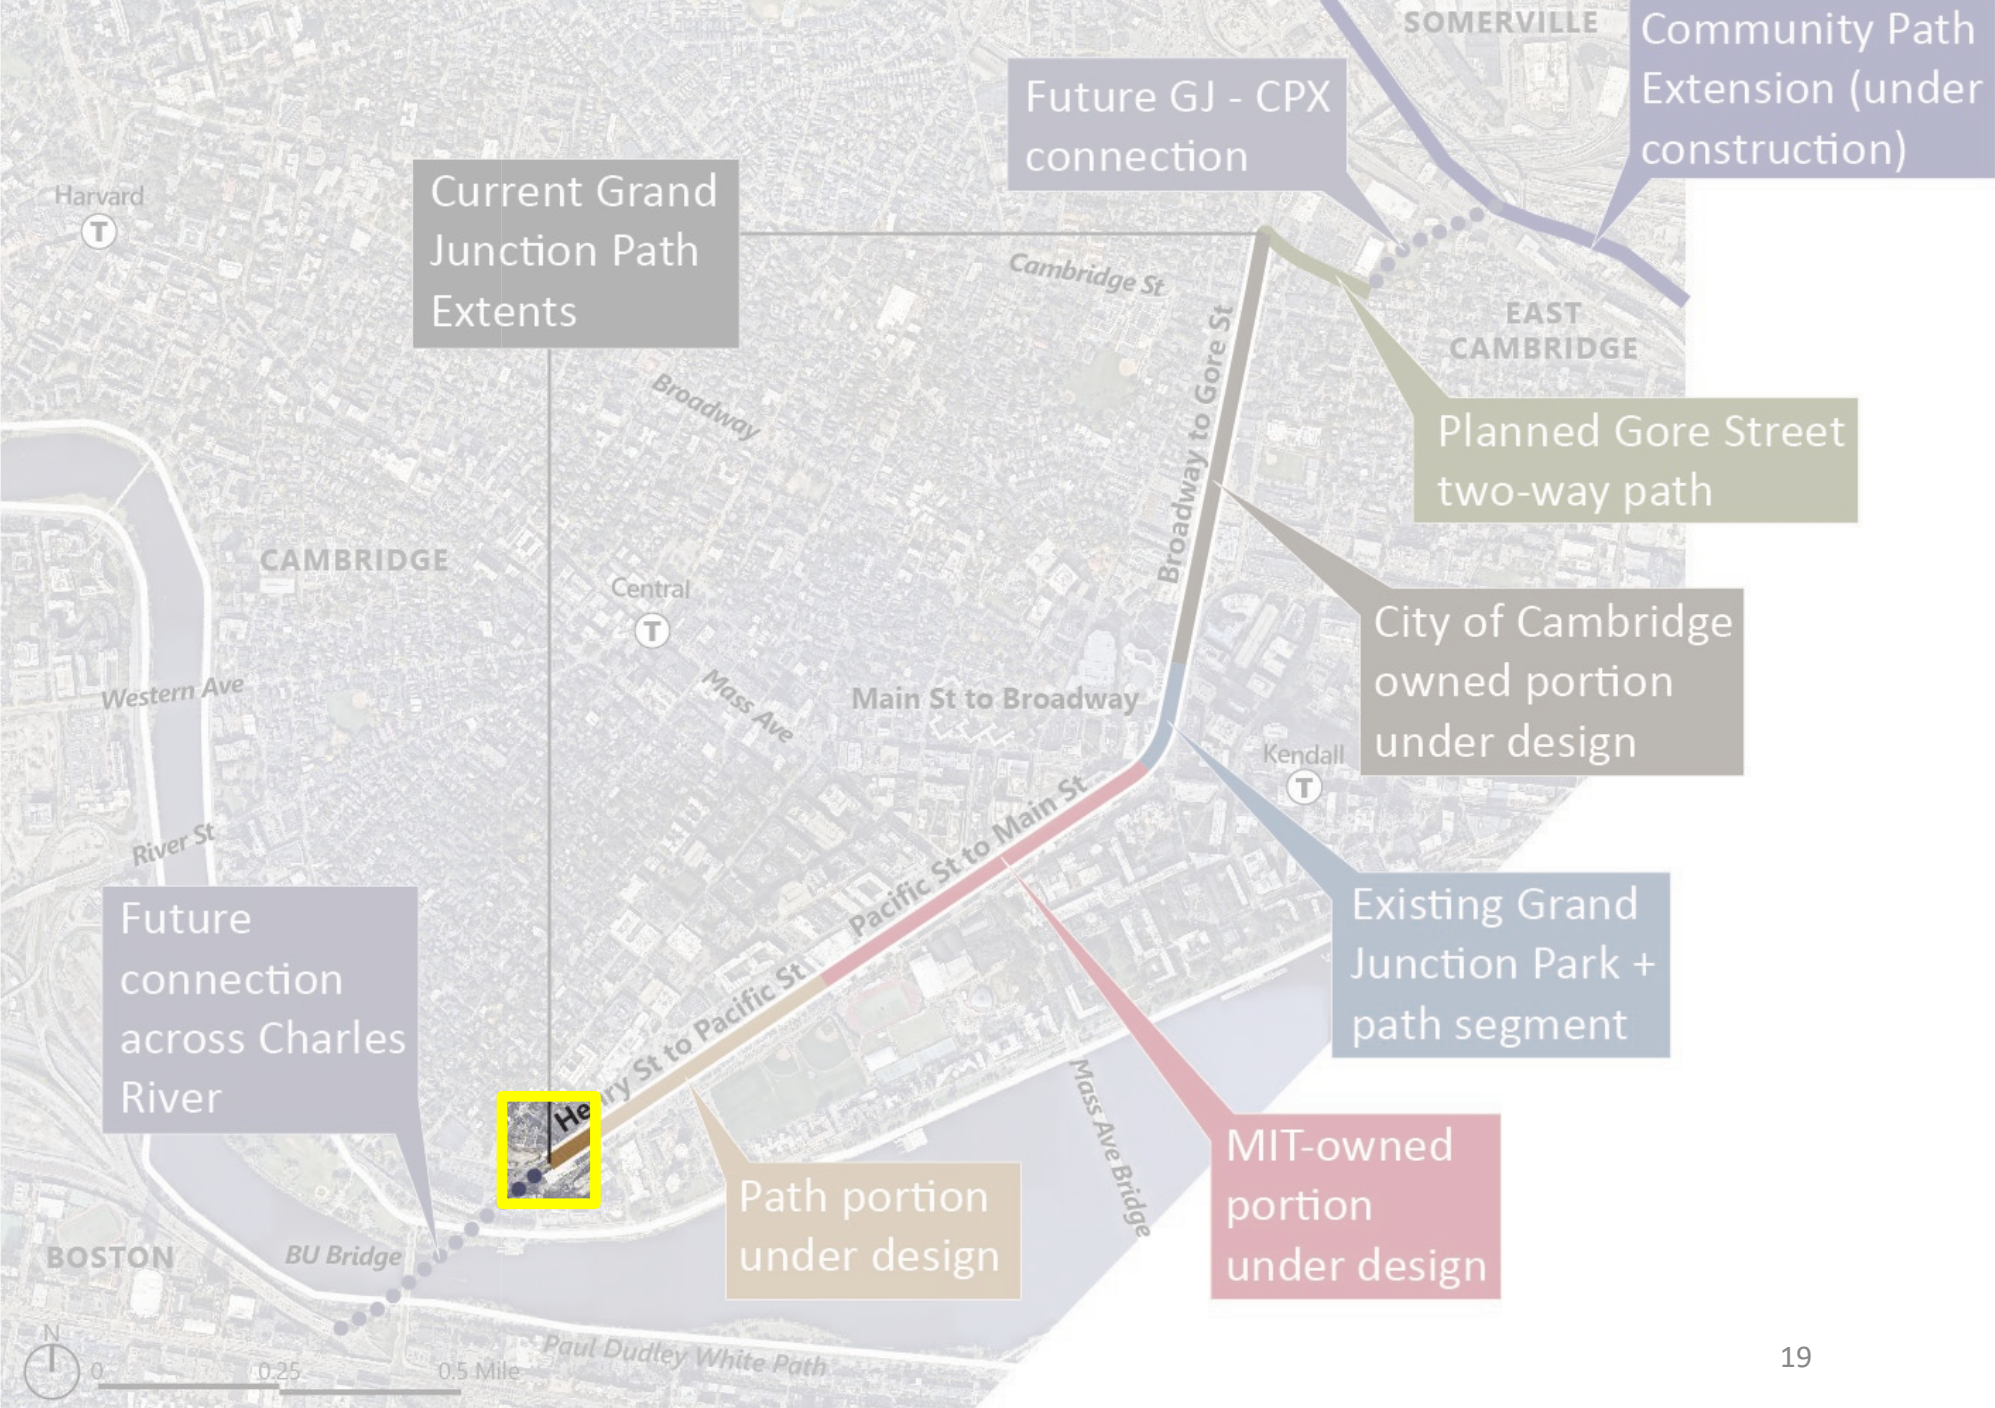 SOMERVILLE
Community Path
Extension (under
construction)
Future GJ - CPX
connection
Current Grand
Junction Path
Extents
Harvard
T
Cambridge St
EAST
CAMBRIDGE
Broadway
Broadway to Gore St
Planned Gore Street
two-way path
CAMBRIDGE
Central
T
City of Cambridge
owned portion
under design
Western Ave
Mass Ave
Main St to Broadway
Kendall
T
River St
Pacific St to Main St
Existing Grand
Junction Park +
path segment
Future
connection
across Charles
River
Henry St to Pacific St
Mass Ave Bridge
MIT-owned
portion
under design
Path portion
under design
BOSTON
BU Bridge
Paul Dudley White Path
N
0 0.25 0.5 Mile
19